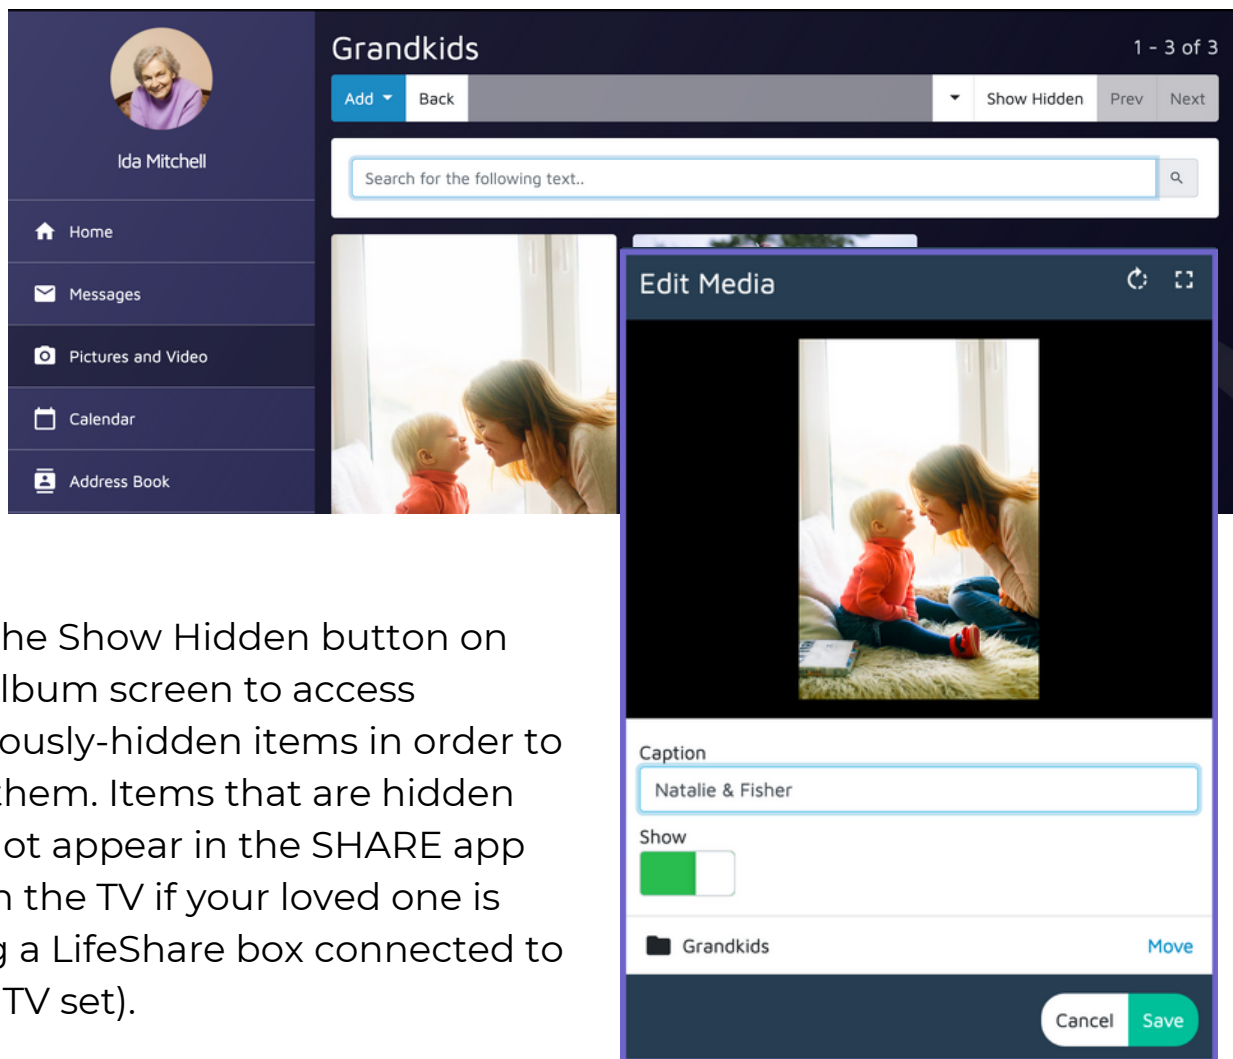 Grandkids
1 - 3 of 3
Add Back Show Hidden Prev Next
Ida Mitchell
Search for the following text..
Home
Messages
Pictures and Video
Calendar
Address Book
Edit Media
Caption
Natalie & Fisher
Show
Grandkids Move
Cancel Save
he Show Hidden button on
lbum screen to access
ously-hidden items in order to
hem. Items that are hidden
ot appear in the SHARE app
n the TV if your loved one is
g a LifeShare box connected to
TV set).